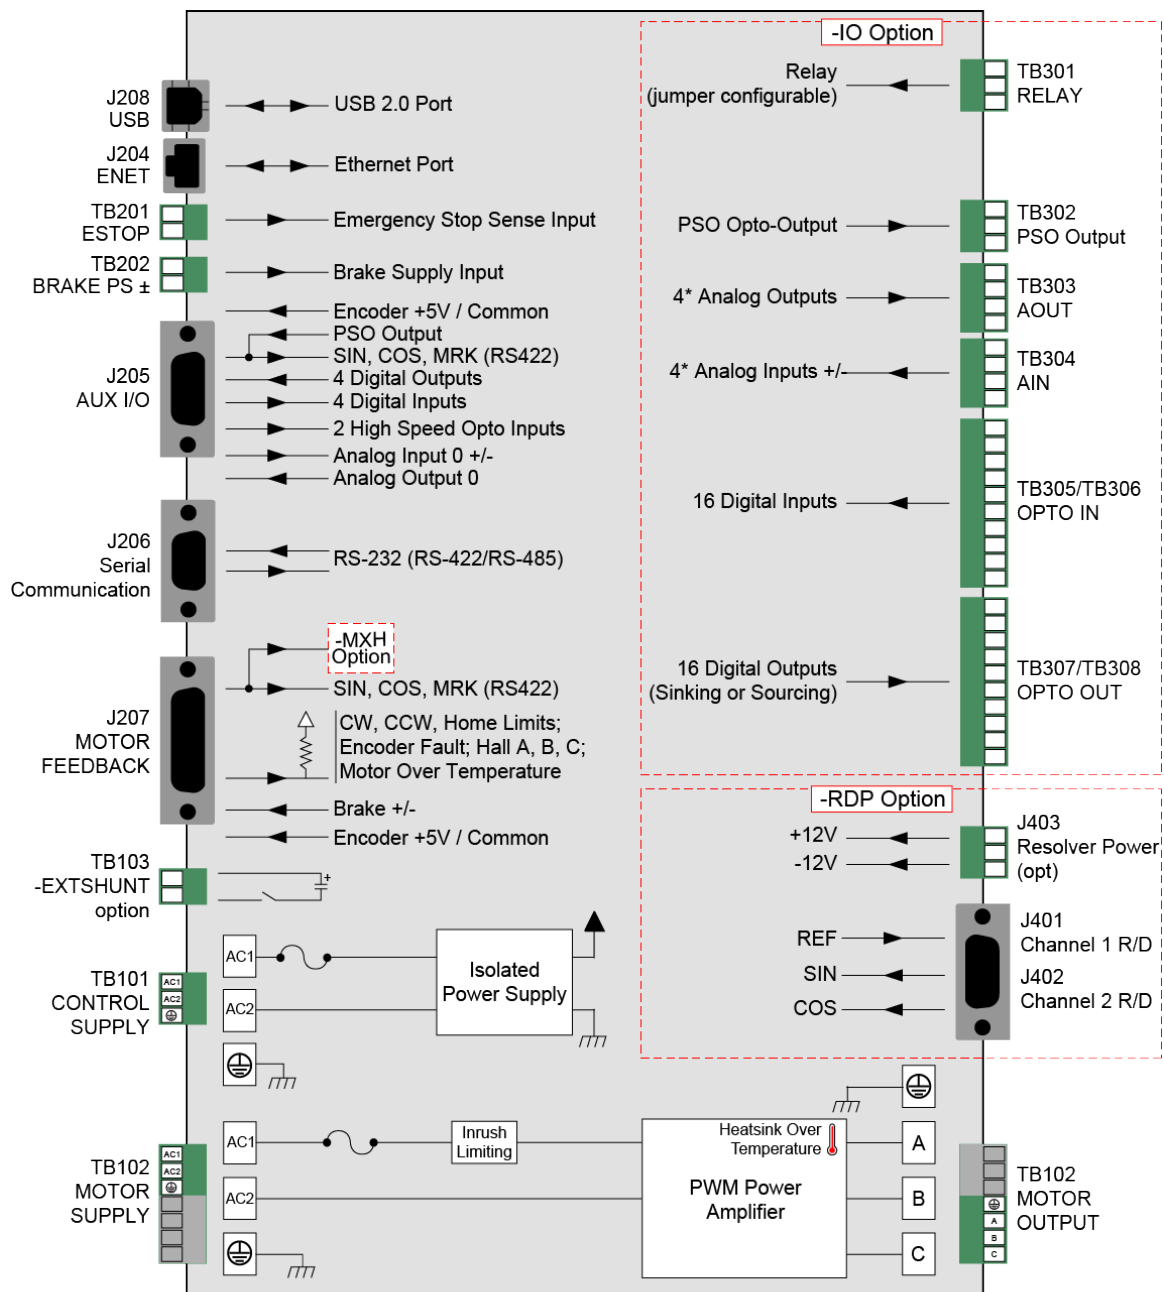 -IO Option
J208
USB
USB 2.0 Port
J204
ENET
Ethernet Port
TB201
ESTOP
Emergency Stop Sense Input
TB202
BRAKE PS ±
Brake Supply Input
J205
AUX I/O
Encoder +5V / Common
PSO Output
SIN, COS, MRK (RS422)
4 Digital Outputs
4 Digital Inputs
2 High Speed Opto Inputs
Analog Input 0 +/-
Analog Output 0
J206
Serial
Communication
RS-232 (RS-422/RS-485)
J207
MOTOR
FEEDBACK
-MXH
Option
SIN, COS, MRK (RS422)
CW, CCW, Home Limits;
Encoder Fault; Hall A, B, C;
Motor Over Temperature
Brake +/-
Encoder +5V / Common
TB103
-EXTSHUNT
option
+
TB101
CONTROL
SUPPLY
AC1
AC2
AC1
AC2
Isolated
Power Supply
TB102
MOTOR
SUPPLY
AC1
AC2
AC1
AC2
Inrush
Limiting
Heatsink Over
Temperature
PWM Power
Amplifier
A
B
C
Relay
(jumper configurable)
TB301
RELAY
PSO Opto-Output
TB302
PSO Output
4* Analog Outputs
TB303
AOUT
4* Analog Inputs +/-
TB304
AIN
16 Digital Inputs
TB305/TB306
OPTO IN
16 Digital Outputs
(Sinking or Sourcing)
TB307/TB308
OPTO OUT
-RDP Option
+12V
-12V
J403
Resolver Power
(opt)
REF
SIN
COS
J401
Channel 1 R/D
J402
Channel 2 R/D
TB102
MOTOR
OUTPUT
A
B
C